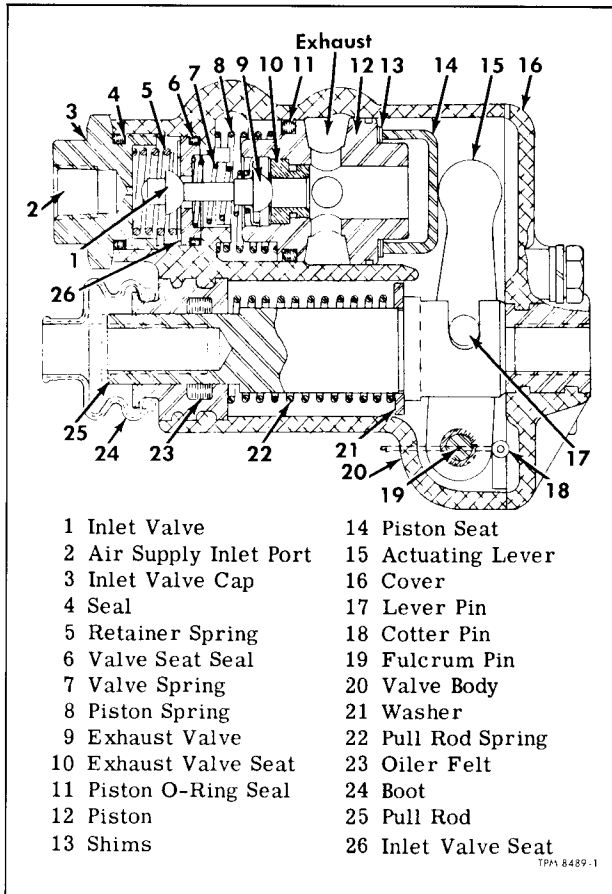 Exhaust
3 4 5 6 7 8 9 10 11 12 13 14 15 16
2
1
26
25 24 23 22 21 20 19 18 17
1 Inlet Valve
2 Air Supply Inlet Port
3 Inlet Valve Cap
4 Seal
5 Retainer Spring
6 Valve Seat Seal
7 Valve Spring
8 Piston Spring
9 Exhaust Valve
10 Exhaust Valve Seat
11 Piston O-Ring Seal
12 Piston
13 Shims
14 Piston Seat
15 Actuating Lever
16 Cover
17 Lever Pin
18 Cotter Pin
19 Fulcrum Pin
20 Valve Body
21 Washer
22 Pull Rod Spring
23 Oiler Felt
24 Boot
25 Pull Rod
26 Inlet Valve Seat
TPM 8489-1